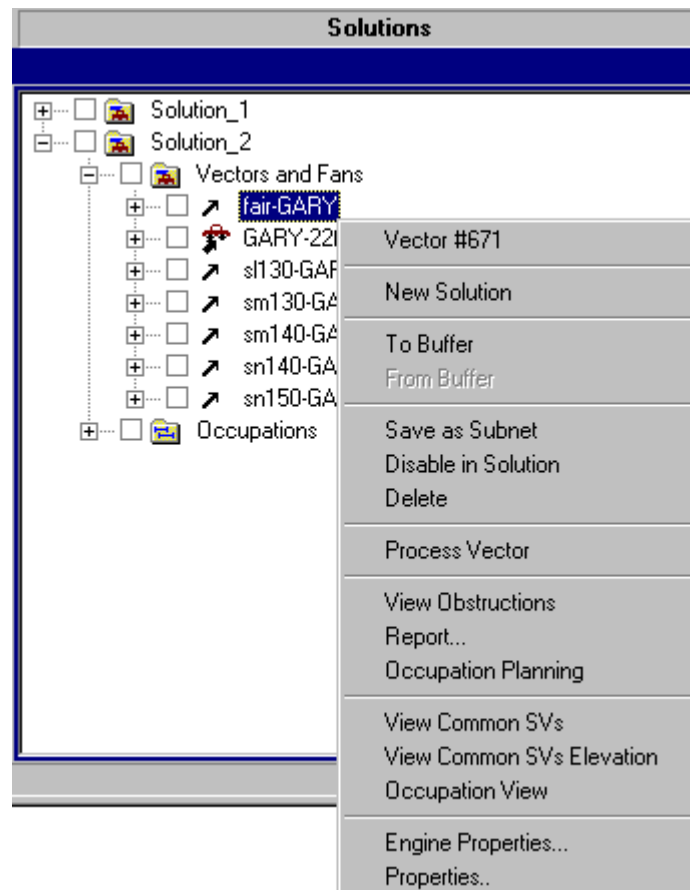 Solutions
Solution_1
Solution_2
Vectors and Fans
fair-GARY
GARY-22
sl130-GAR
sm130-GA
sm140-GA
sn140-GA
sn150-GA
Occupations
Vector #671
New Solution
To Buffer
From Buffer
Save as Subnet
Disable in Solution
Delete
Process Vector
View Obstructions
Report...
Occupation Planning
View Common SVs
View Common SVs Elevation
Occupation View
Engine Properties...
Properties..